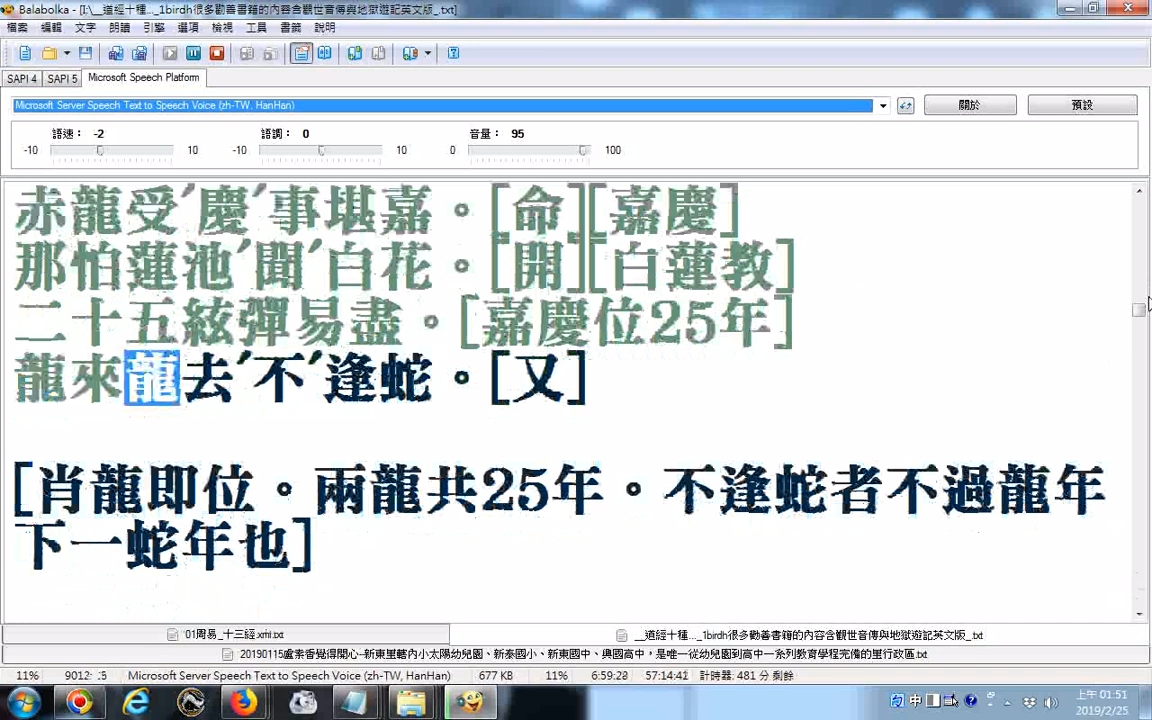 Balabolka - [I:\__道經十種..._1birdh很多勸善書籍的內容含觀世音傳與地獄遊記英文版_.txt]
檔案 編輯 文字 朗讀 引擎 選項 檢視 工具 書籤 說明
SAPI 4 SAPI 5 Microsoft Speech Platform
Microsoft Server Speech Text to Speech Voice (zh-TW, HanHan)
關於 預設
語速： -2 語調： 0 音量： 95
-10 10 -10 10 0 100
赤龍受'慶'事堪嘉。[命][嘉慶]
那怕蓮池'聞'白花。[開][白蓮教]
二十五絃彈易盡。[嘉慶位25年]
龍來龍去'不'逢蛇。[又]
[肖龍即位。兩龍共25年。不逢蛇者不過龍年
下一蛇年也]
01周易_十三經.xml.txt
__道經十種..._1birdh很多勸善書籍的內容含觀世音傳與地獄遊記英文版_.txt
20190115盧素香覺得開心-新東里轄內小太陽幼兒園、新泰國小、新東國中、興國高中，是唯一從幼兒園到高中一系列教育學程完備的里行政區.txt
11% Microsoft Server Speech Text to Speech Voice (zh-TW, HanHan) 677 KB 11% 6:59:28 57:14:42 計時器: 481 分 剩餘
中
上午 01:51
2019/2/25